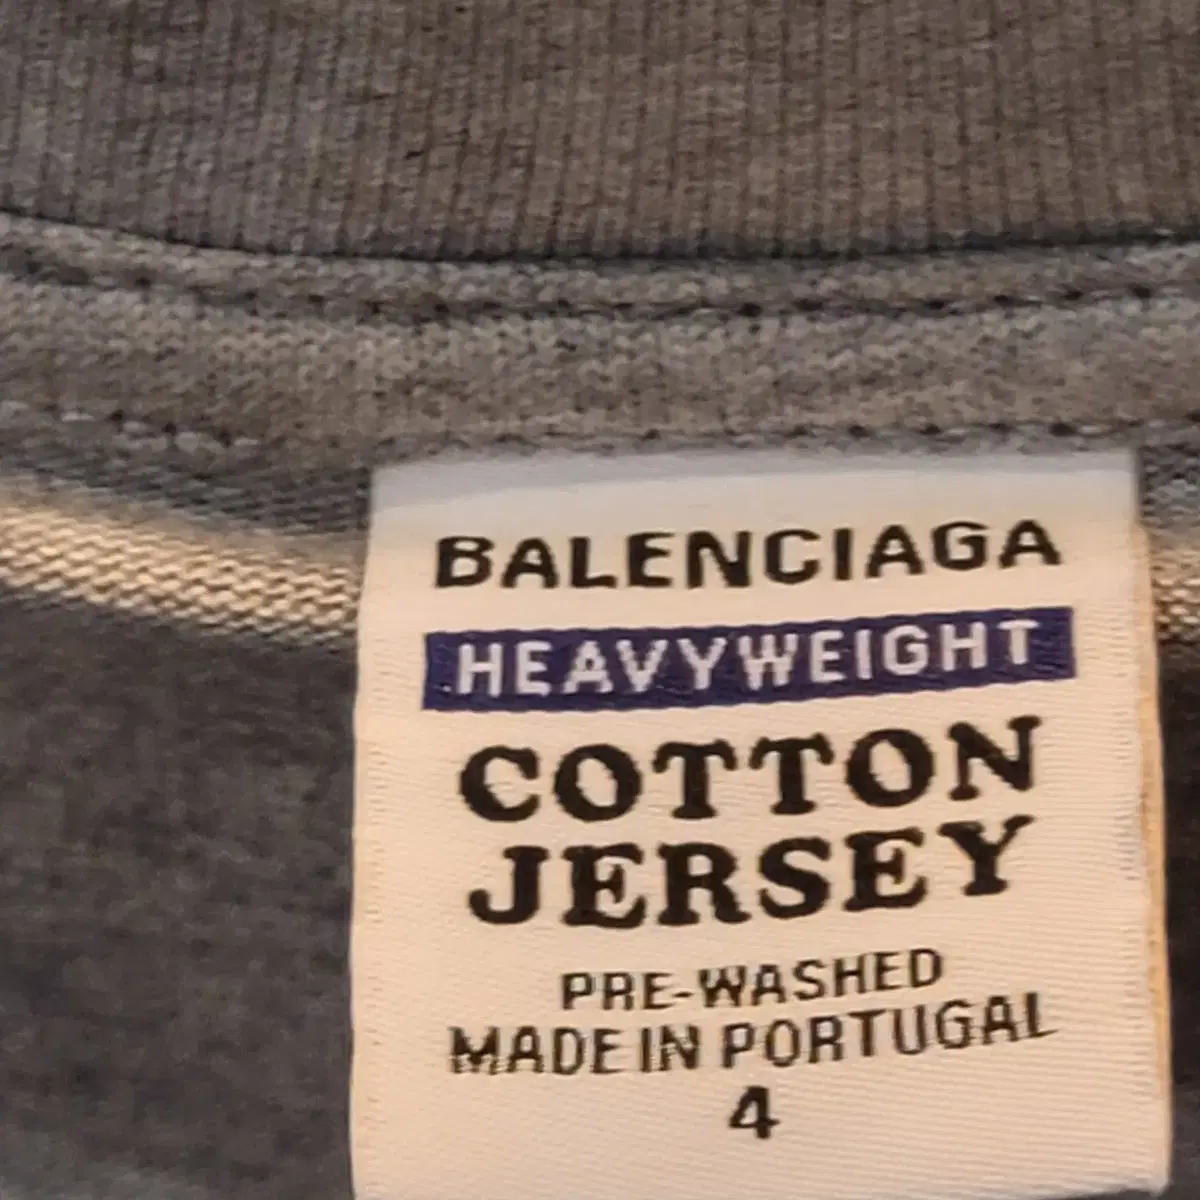 BALENCIAGA
HEAVYWEIGHT
COTTON
JERSEY
PRE-WASHED
MADE IN PORTUGAL
4